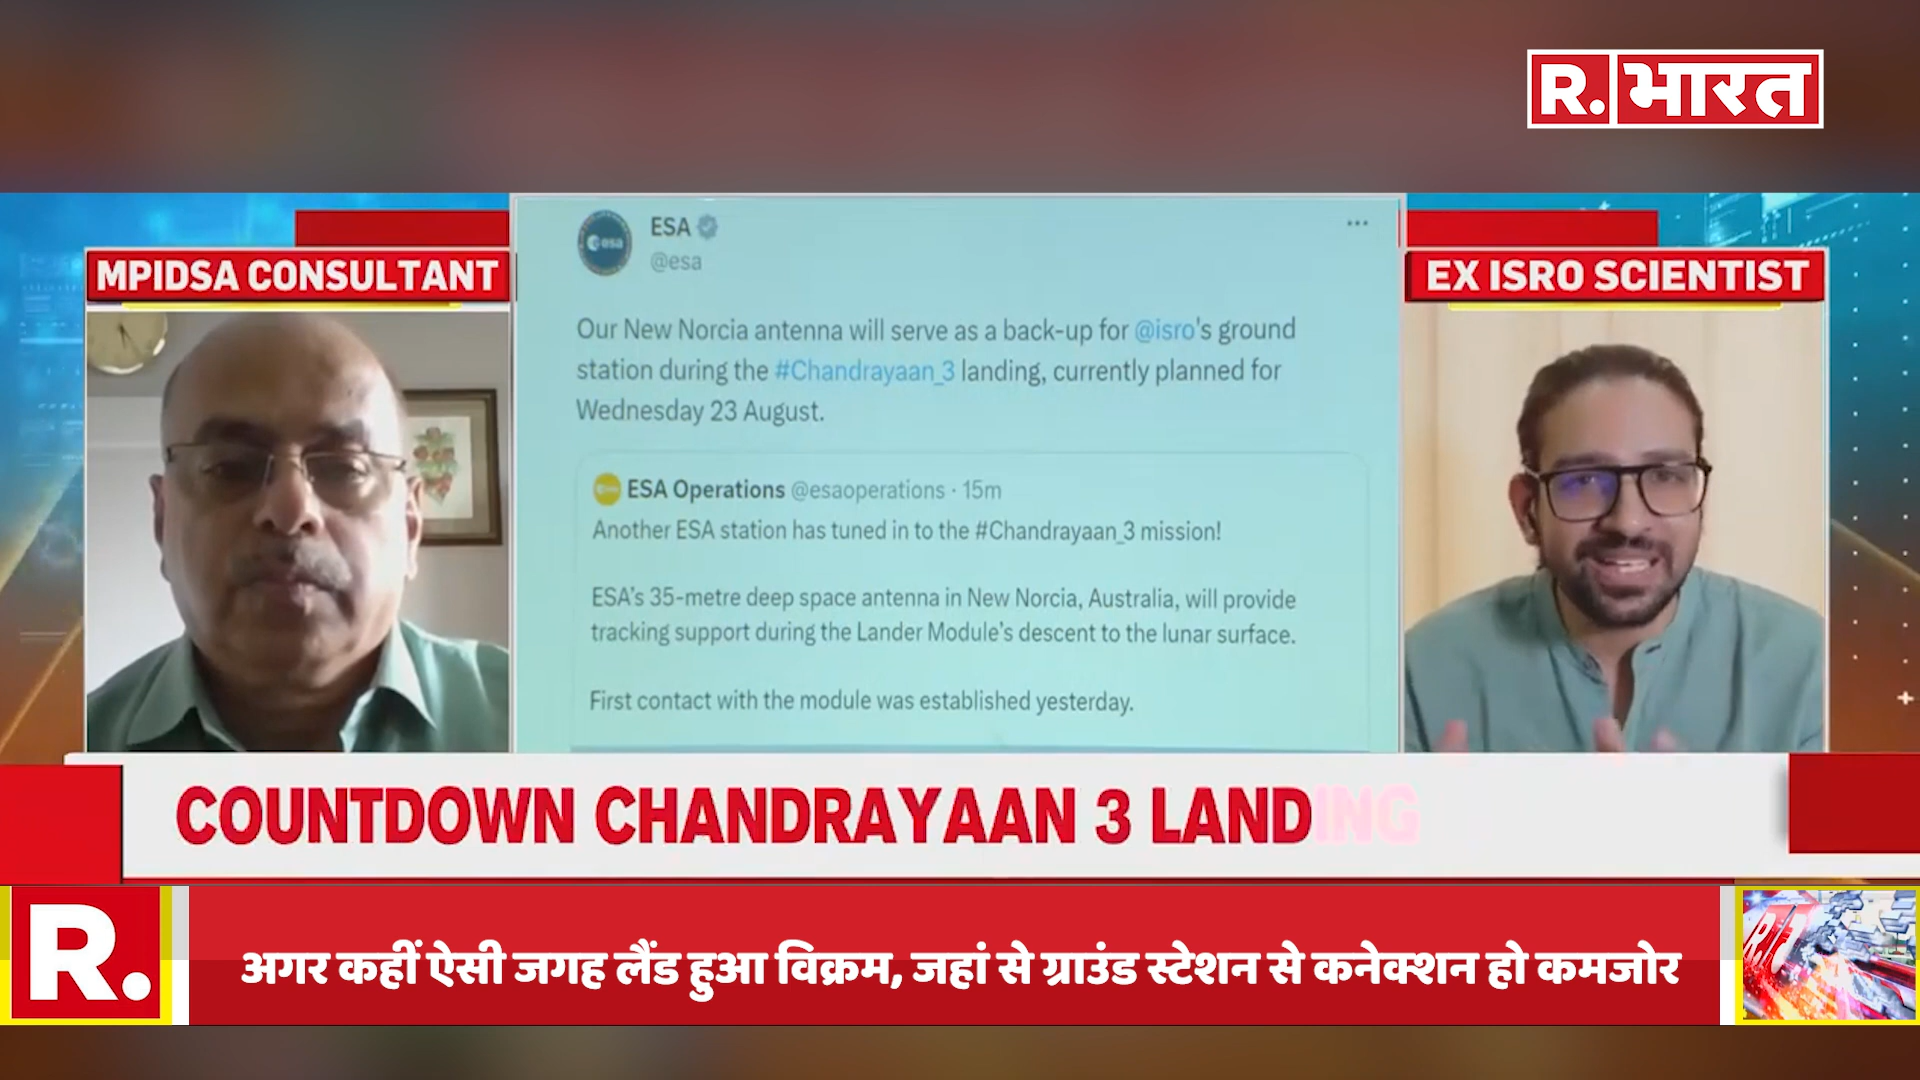 R. भारत
MPIDSA CONSULTANT
ESA
@esa
Our New Norcia antenna will serve as a back-up for @isro's ground
station during the #Chandrayaan_3 landing, currently planned for
Wednesday 23 August.
ESA Operations @esaoperations · 15m
Another ESA station has tuned in to the #Chandrayaan_3 mission!
ESA's 35-metre deep space antenna in New Norcia, Australia, will provide
tracking support during the Lander Module's descent to the lunar surface.
First contact with the module was established yesterday.
EX ISRO SCIENTIST
COUNTDOWN CHANDRAYAAN 3 LANDING
R.
अगर कहीं ऐसी जगह लैंड हुआ विक्रम, जहां से ग्राउंड स्टेशन से कनेक्शन हो कमजोर